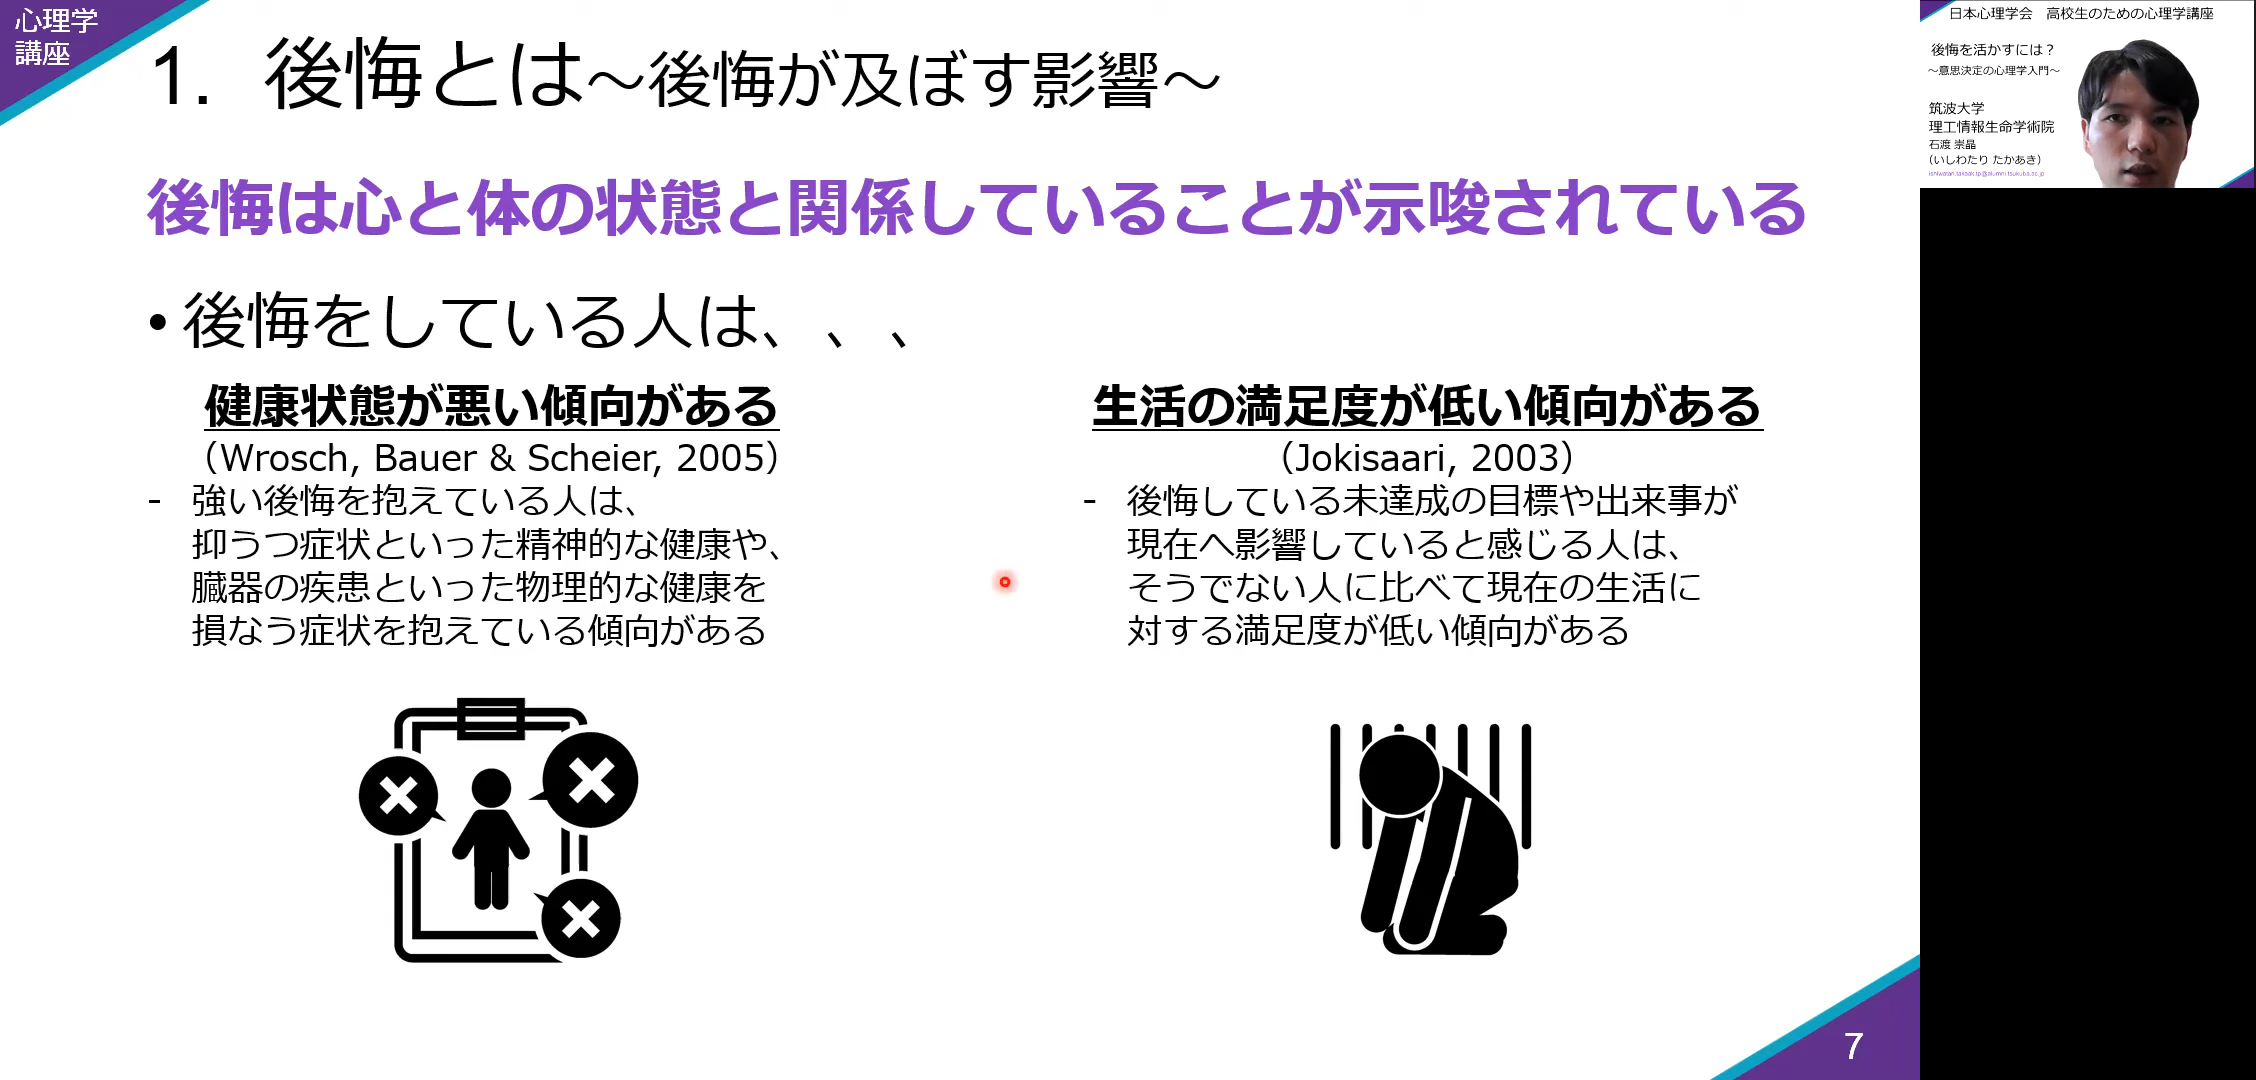 心理学
講座
1. 後悔とは～後悔が及ぼす影響～
後悔は心と体の状態と関係していることが示唆されている
•後悔をしている人は、、、
健康状態が悪い傾向がある
（Wrosch, Bauer & Scheier, 2005）
- 強い後悔を抱えている人は、
抑うつ症状といった精神的な健康や、
臓器の疾患といった物理的な健康を
損なう症状を抱えている傾向がある
生活の満足度が低い傾向がある
（Jokisaari, 2003）
- 後悔している未達成の目標や出来事が
現在へ影響していると感じる人は、
そうでない人に比べて現在の生活に
対する満足度が低い傾向がある
7
日本心理学会　高校生のための心理学講座
後悔を活かすには？
～意思決定の心理学入門～
筑波大学
理工情報生命学術院
石渡 崇晶
（いしわたり たかあき）